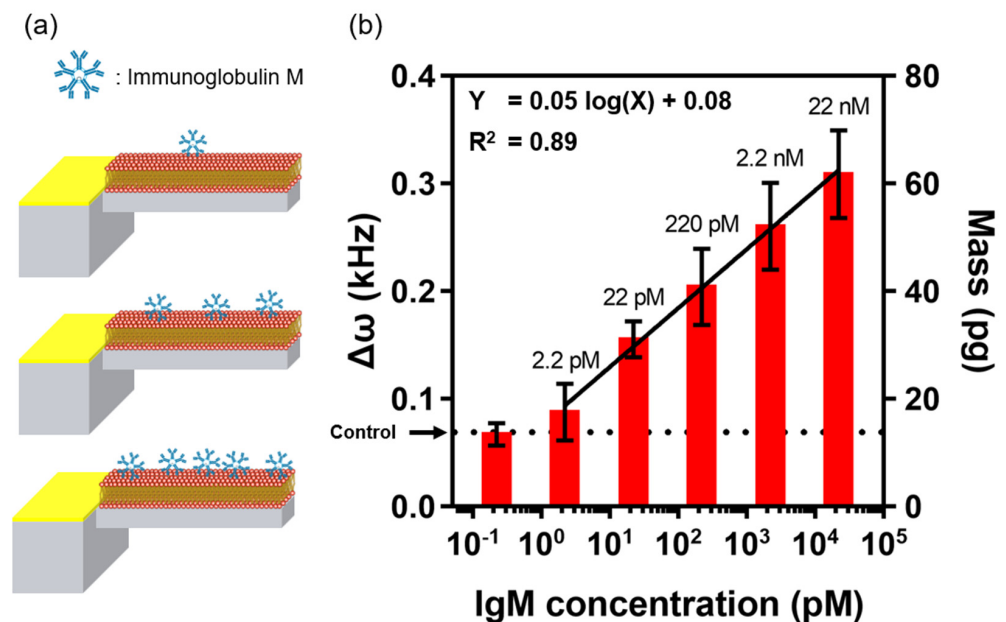 (a)
: Immunoglobulin M
(b)
Y = 0.05 log(X) + 0.08
R² = 0.89
22 nM
2.2 nM
220 pM
22 pM
2.2 pM
Control
0.4
0.3
0.2
0.1
0.0
Δω (kHz)
80
60
40
20
0
Mass (pg)
10⁻¹ 10⁰ 10¹ 10² 10³ 10⁴ 10⁵
IgM concentration (pM)